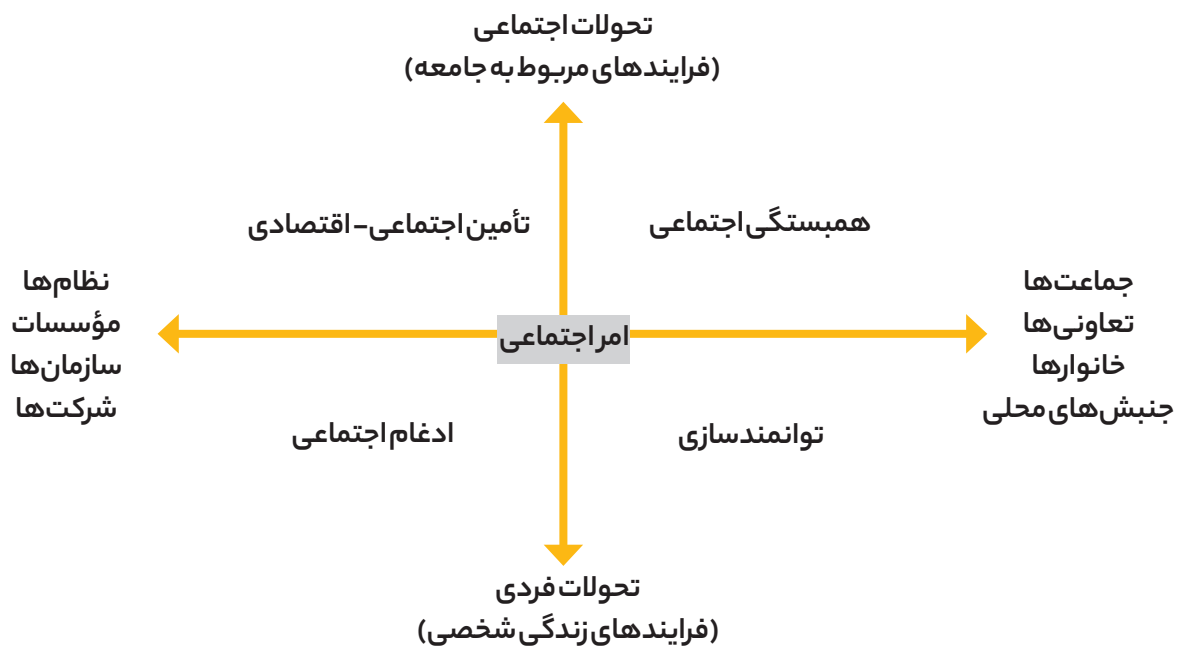 تحولات اجتماعی
(فرایندهای مربوط به جامعه)
همبستگی اجتماعی
تأمین اجتماعی - اقتصادی
جماعت‌ها
تعاونی‌ها
خانوارها
جنبش‌های محلی
امر اجتماعی
نظام‌ها
مؤسسات
سازمان‌ها
شرکت‌ها
توانمندسازی
ادغام اجتماعی
تحولات فردی
(فرایندهای زندگی شخصی)